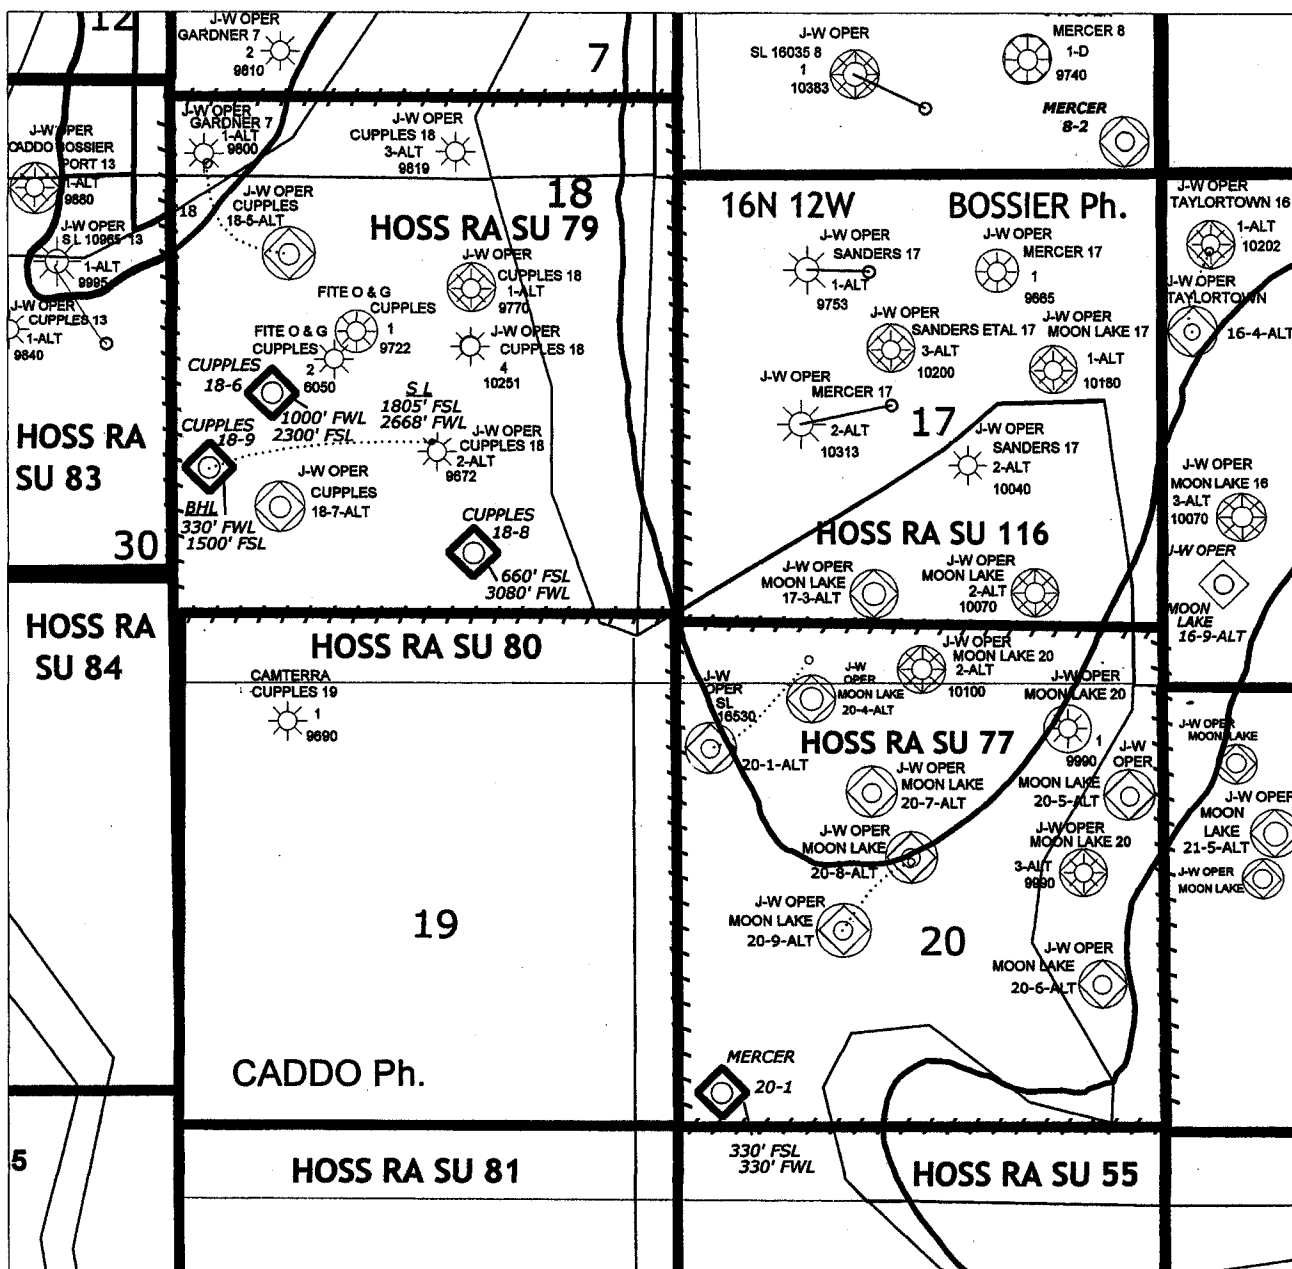 12
J-W OPER
GARDNER 7
2
9610
7
J-W OPER
SL 16035 8
1
10383
J-W OPER
MERCER 8
1-D
9740
MERCER
8-2
J-W OPER
CADDO BOSSIER
PORT 13
1-ALT
9880
J-W OPER
GARDNER 7
1-ALT
9800
J-W OPER
CUPPLES 18
3-ALT
9819
18
HOSS RA SU 79
J-W OPER
CUPPLES
18-5-ALT
18
J-W OPER
S L 10965 13
1-ALT
9995
J-W OPER
CUPPLES 13
1-ALT
9840
J-W OPER
CUPPLES 18
1-ALT
9770
FITE O & G
CUPPLES
1
9722
FITE O & G
CUPPLES
2
6050
J-W OPER
CUPPLES 18
4
10251
CUPPLES
18-6
1000' FWL
2300' FSL
S L
1805' FSL
2668' FWL
CUPPLES
18-9
J-W OPER
CUPPLES 18
2-ALT
9672
J-W OPER
CUPPLES
18-7-ALT
BHL
330' FWL
1500' FSL
CUPPLES
18-8
660' FSL
3080' FWL
HOSS RA
SU 83
30
HOSS RA
SU 84
16N 12W
BOSSIER Ph.
J-W OPER
SANDERS 17
1-ALT
9753
J-W OPER
MERCER 17
1
9665
J-W OPER
SANDERS ETAL 17
3-ALT
10200
J-W OPER
MOON LAKE 17
1-ALT
10180
J-W OPER
MERCER 17
2-ALT
10313
17
J-W OPER
SANDERS 17
2-ALT
10040
HOSS RA SU 116
J-W OPER
MOON LAKE
17-3-ALT
J-W OPER
MOON LAKE
2-ALT
10070
J-W OPER
TAYLORTOWN 16
1-ALT
10202
J-W OPER
TAYLORTOWN
16-4-ALT
J-W OPER
MOON LAKE 16
3-ALT
10070
J-W OPER
MOON
LAKE
16-9-ALT
HOSS RA SU 80
CAMTERRA
CUPPLES 19
1
9690
19
CADDO Ph.
J-W
OPER
SL
16530
20-1-ALT
J-W
OPER
MOON LAKE
20-4-ALT
J-W OPER
MOON LAKE 20
2-ALT
10100
J-W OPER
MOON LAKE 20
1
9990
HOSS RA SU 77
J-W OPER
MOON LAKE
20-7-ALT
J-W
OPER
MOON LAKE
20-5-ALT
J-W OPER
MOON LAKE
20-8-ALT
J-W OPER
MOON LAKE 20
3-ALT
9990
J-W OPER
MOON LAKE
20-9-ALT
20
J-W OPER
MOON LAKE
20-6-ALT
J-W OPER
MOON LAKE
J-W OPER
MOON
LAKE
21-5-ALT
J-W OPER
MOON LAKE
MERCER
20-1
330' FSL
330' FWL
5
HOSS RA SU 81
HOSS RA SU 55